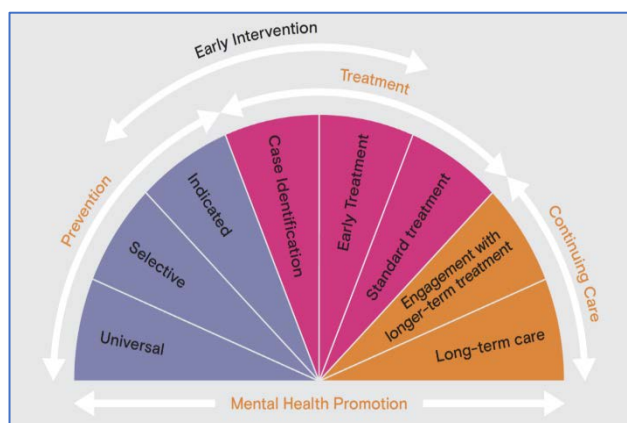 Early Intervention
Treatment
Prevention
Continuing Care
Universal
Selective
Indicated
Case Identification
Early Treatment
Standard treatment
Engagement with
longer-term treatment
Long-term care
Mental Health Promotion